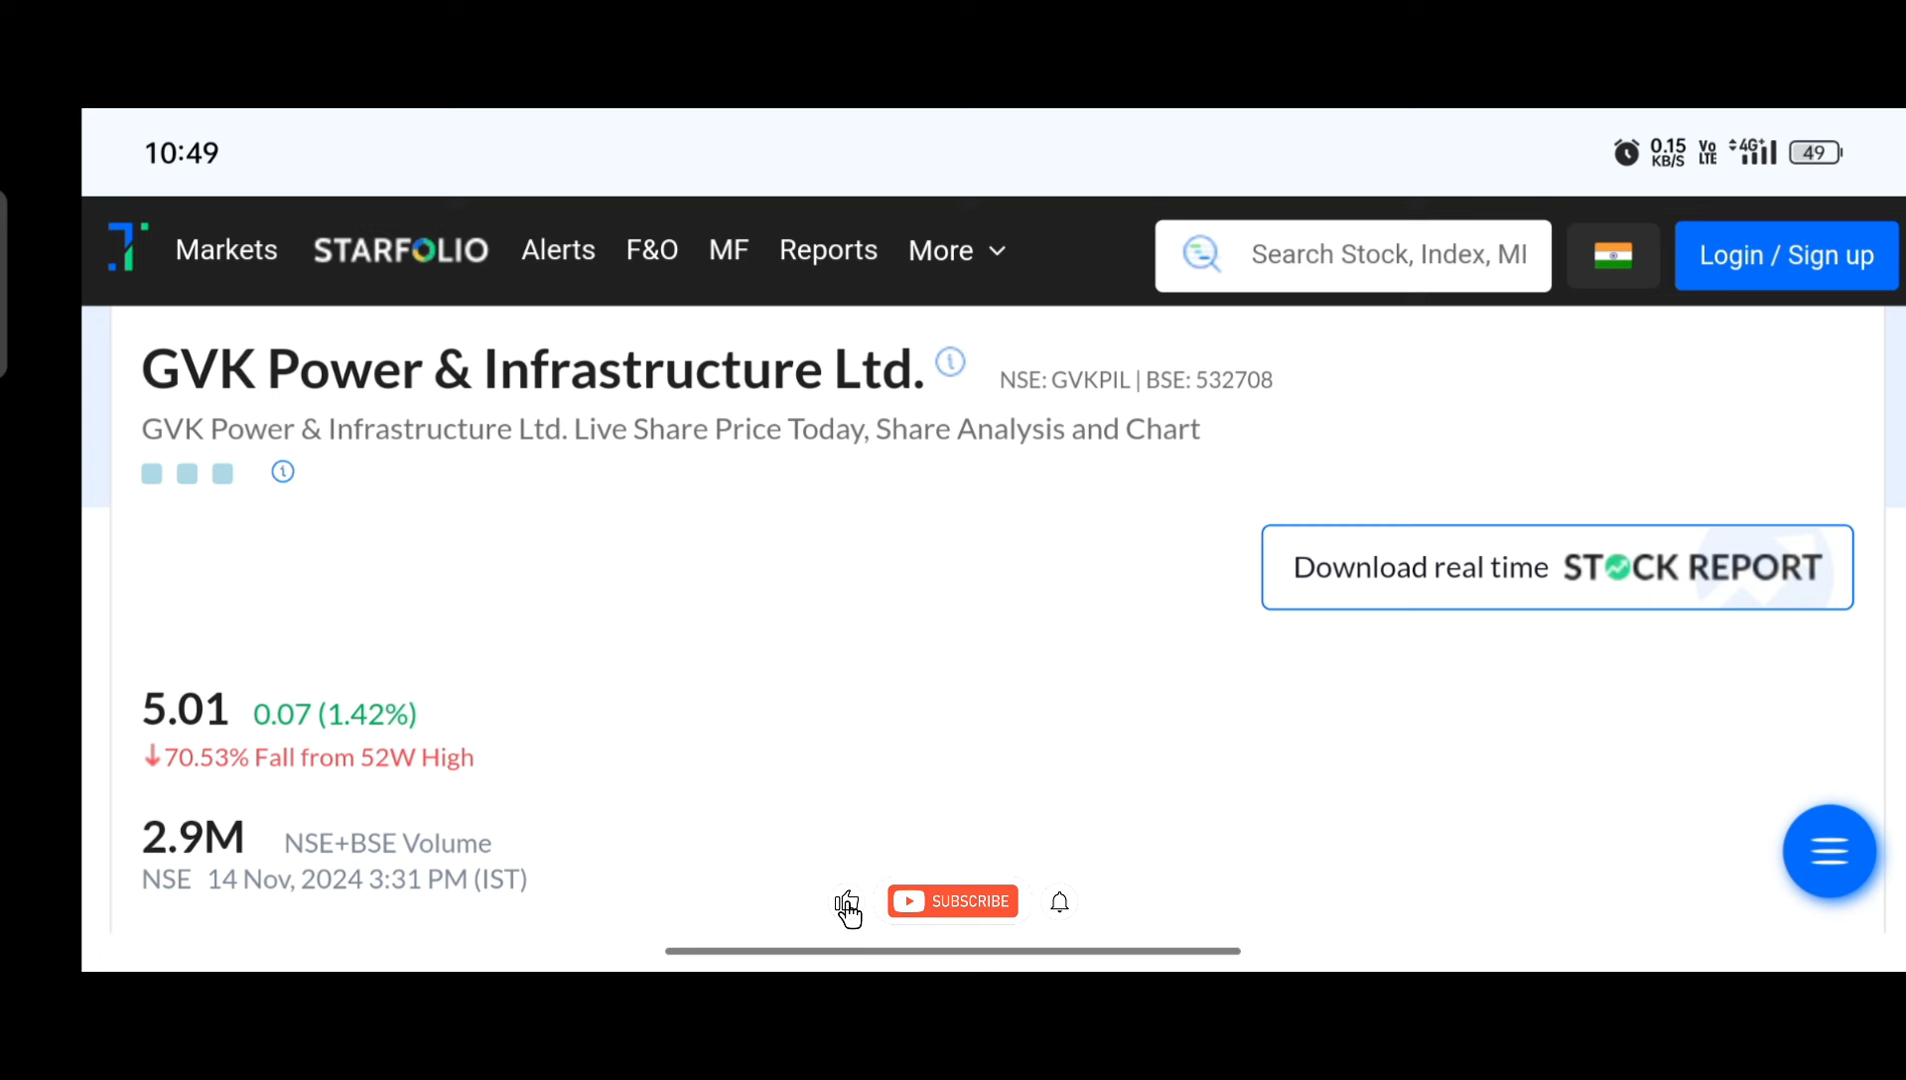 10:49 0.15 KB/S Vo LTE 4G+ 49
Markets STARFOLIO Alerts F&O MF Reports More Search Stock, Index, MI Login / Sign up
GVK Power & Infrastructure Ltd. NSE: GVKPIL | BSE: 532708
GVK Power & Infrastructure Ltd. Live Share Price Today, Share Analysis and Chart
Download real time STOCK REPORT
5.01 0.07 (1.42%)
↓70.53% Fall from 52W High
2.9M NSE+BSE Volume
NSE 14 Nov, 2024 3:31 PM (IST)
SUBSCRIBE